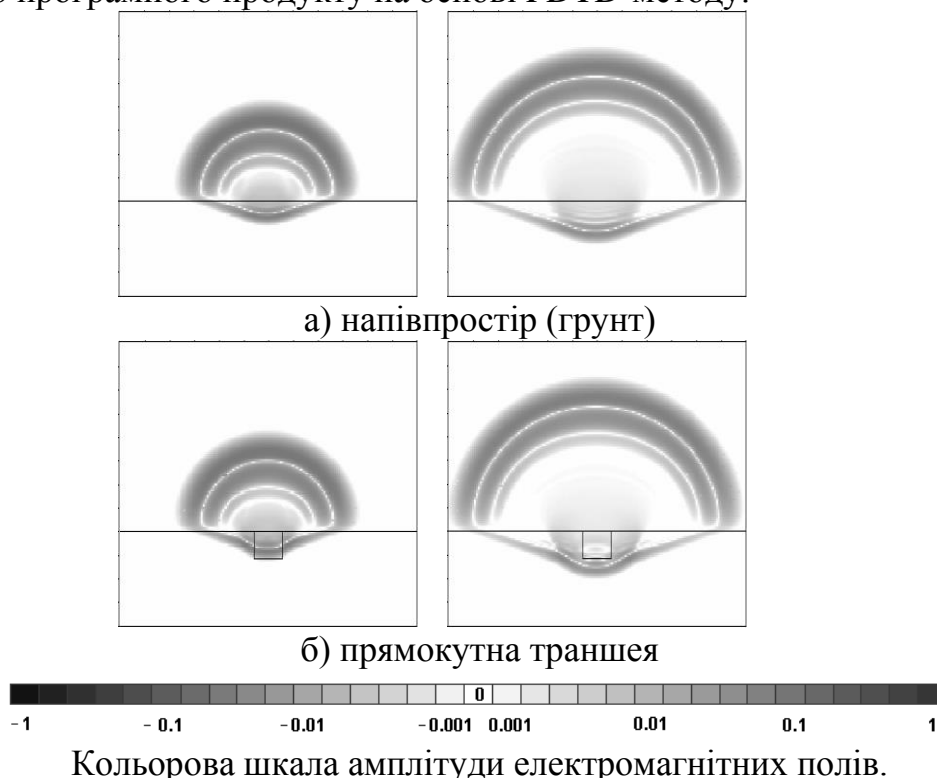 програмного продукту на основі FDTD-методу.
а) напівпростір (грунт)
б) прямокутна траншея
0
- 1 - 0.1 - 0.01 - 0.001 0.001 0.01 0.1 1
Кольорова шкала амплітуди електромагнітних полів.